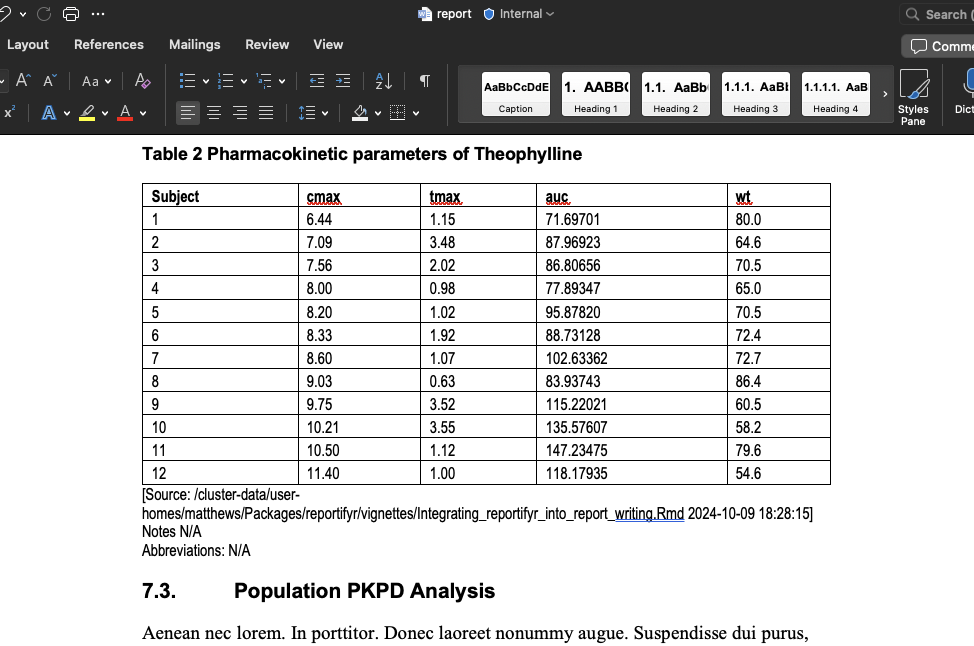 report Internal
Search (
Layout References Mailings Review View
Comme
Aa
AaBbCcDdE 1. AABB( 1.1. AaBb 1.1.1. AaBl 1.1.1.1. AaB
Caption Heading 1 Heading 2 Heading 3 Heading 4
Styles Pane
Dict
Table 2 Pharmacokinetic parameters of Theophylline
Subject cmax tmax auc wt
1 6.44 1.15 71.69701 80.0
2 7.09 3.48 87.96923 64.6
3 7.56 2.02 86.80656 70.5
4 8.00 0.98 77.89347 65.0
5 8.20 1.02 95.87820 70.5
6 8.33 1.92 88.73128 72.4
7 8.60 1.07 102.63362 72.7
8 9.03 0.63 83.93743 86.4
9 9.75 3.52 115.22021 60.5
10 10.21 3.55 135.57607 58.2
11 10.50 1.12 147.23475 79.6
12 11.40 1.00 118.17935 54.6
[Source: /cluster-data/user-
homes/matthews/Packages/reportifyr/vignettes/Integrating_reportifyr_into_report_writing.Rmd 2024-10-09 18:28:15]
Notes N/A
Abbreviations: N/A
7.3. Population PKPD Analysis
Aenean nec lorem. In porttitor. Donec laoreet nonummy augue. Suspendisse dui purus,